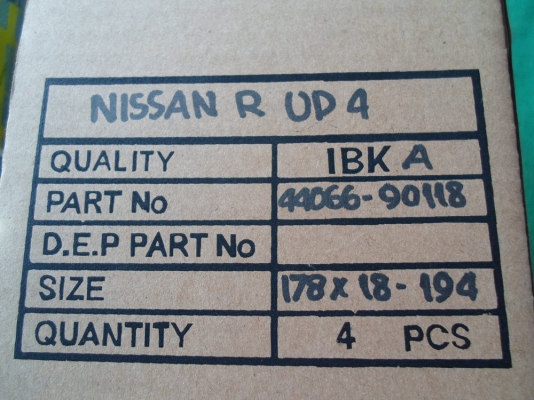 NISSAN R UD 4
QUALITY IBK A
PART No 44066-90118
D.E.P PART No
SIZE 178 x 18 - 194
QUANTITY 4 PCS